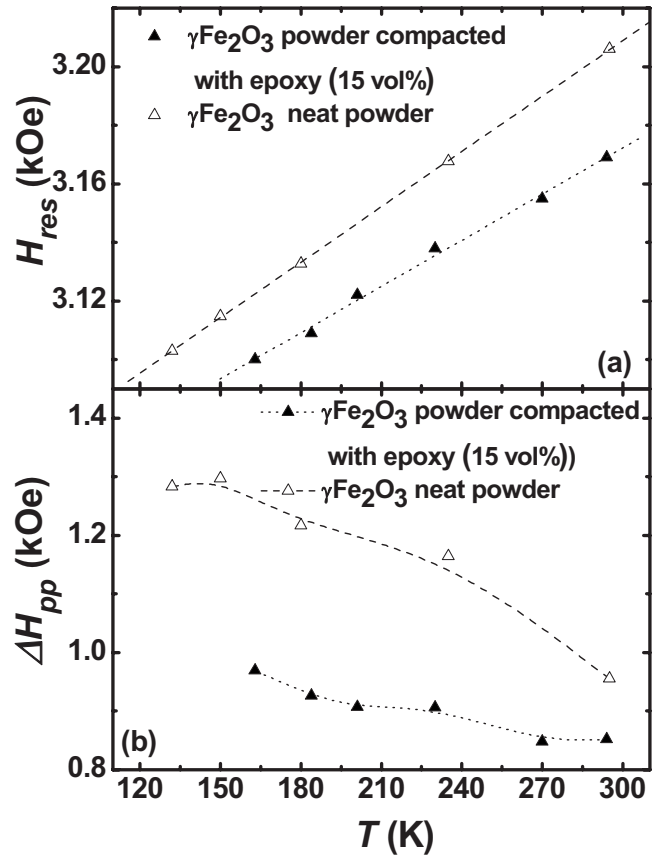 γFe₂O₃ powder compacted
with epoxy (15 vol%)
γFe₂O₃ neat powder
3.20
3.16
3.12
H_res (kOe)
(a)
γFe₂O₃ powder compacted
with epoxy (15 vol%))
γFe₂O₃ neat powder
1.4
1.2
1.0
0.8
ΔH_pp (kOe)
(b)
120 150 180 210 240 270 300
T (K)